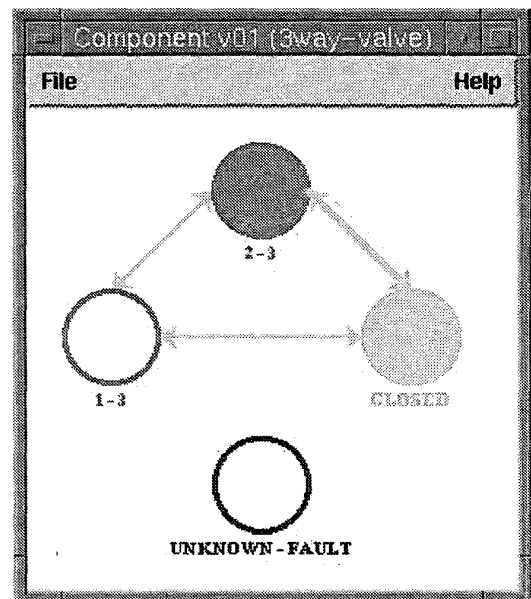 Component v01 (3way-valve)
File Help
2-3
1-3
CLOSED
UNKNOWN-FAULT